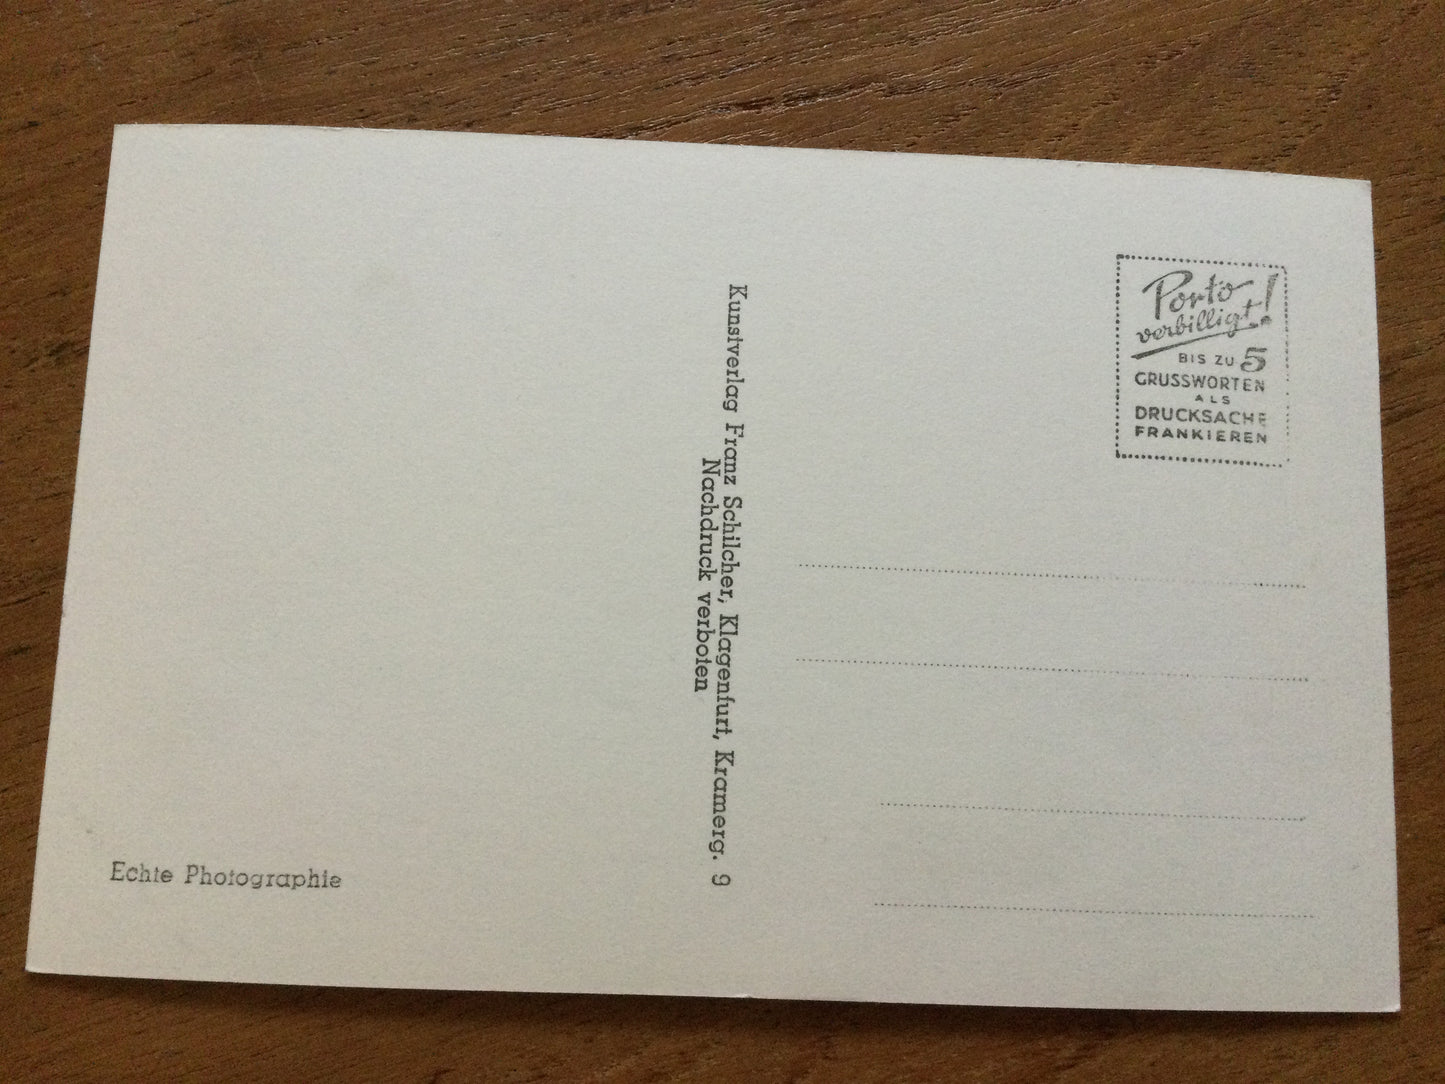 Porto
verbilligt!
BIS ZU 5
GRUSSWORTEN
ALS
DRUCKSACHE
FRANKIEREN
Kunstverlag Franz Schilcher, Klagenfurt, Kramerg. 9
Nachdruck verboten
Echte Photographie